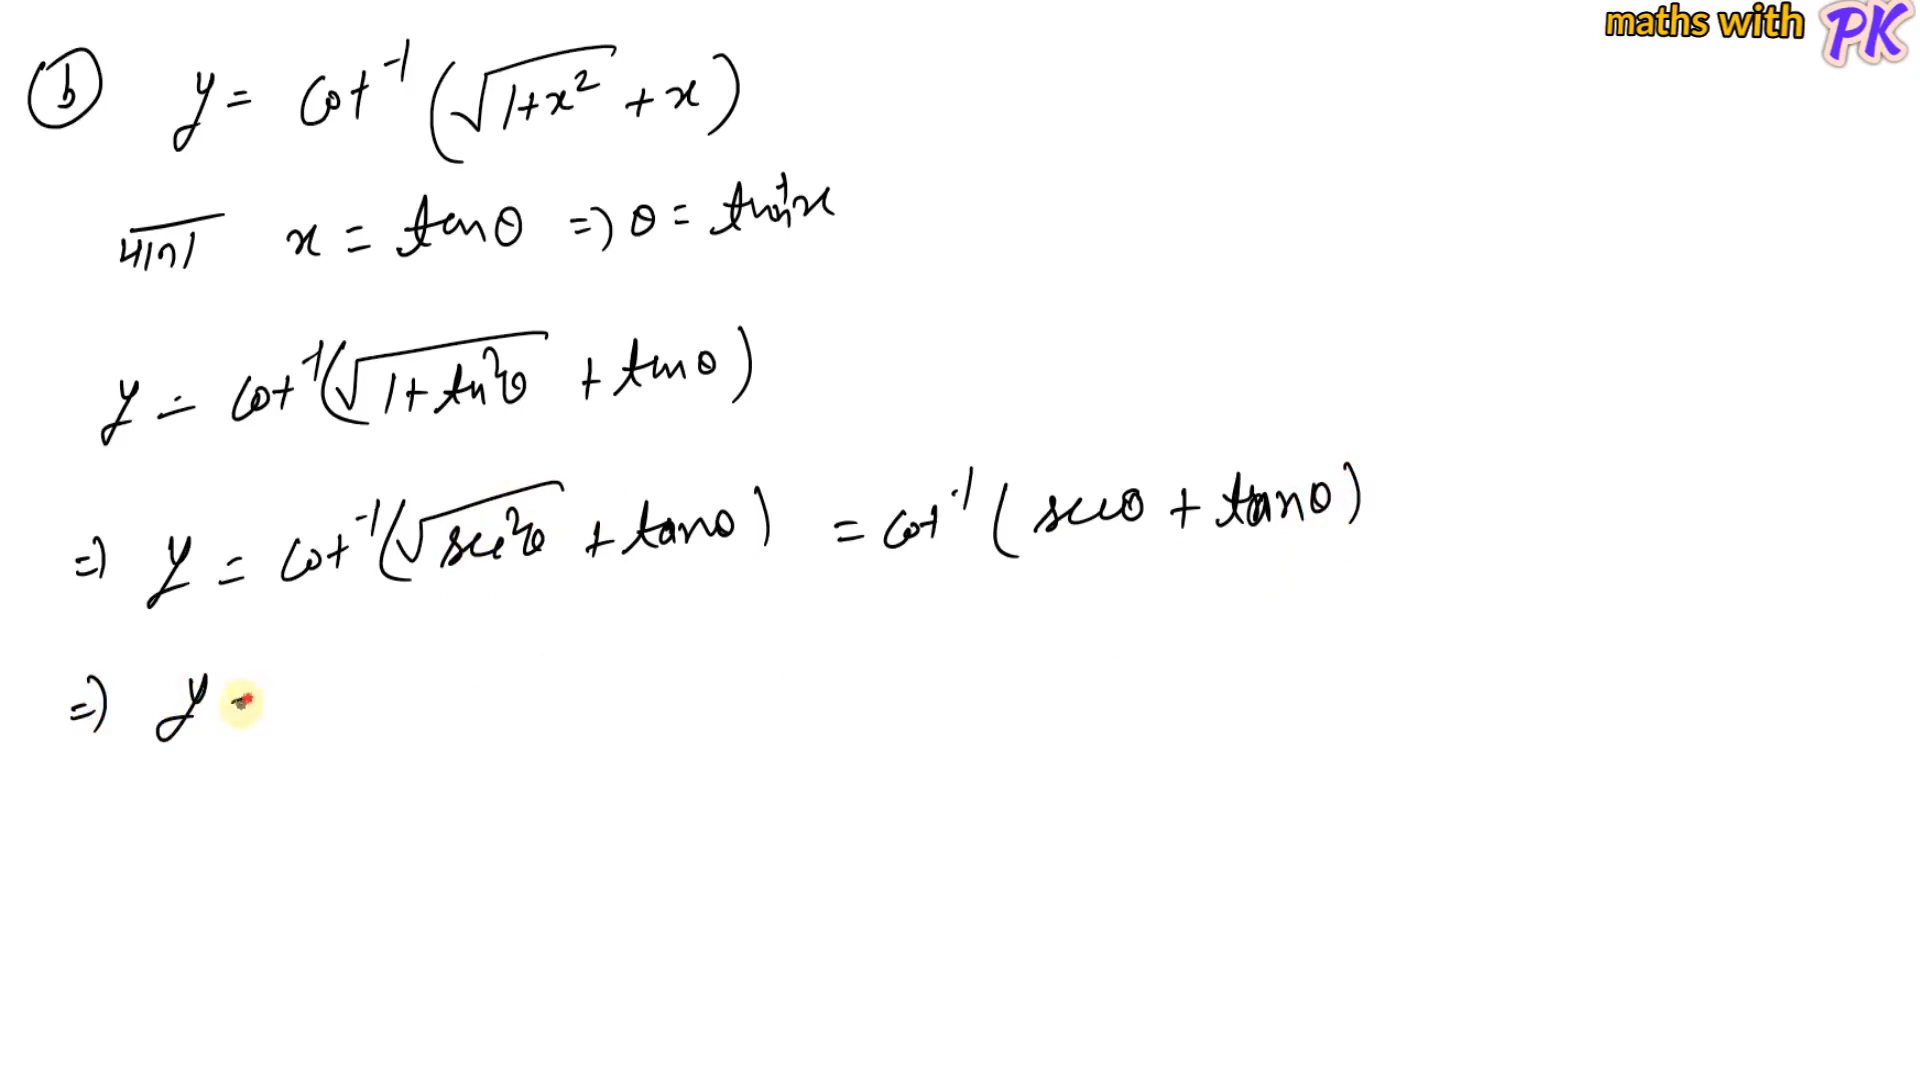 maths with PK
(b) y = cot⁻¹ (√(1+x²) + x)
माना x = tanθ ⇒ θ = tan⁻¹x
y = cot⁻¹(√(1+tan²θ) + tanθ)
⇒ y = cot⁻¹(√(sec²θ) + tanθ) = cot⁻¹ (secθ + tanθ)
⇒ y -